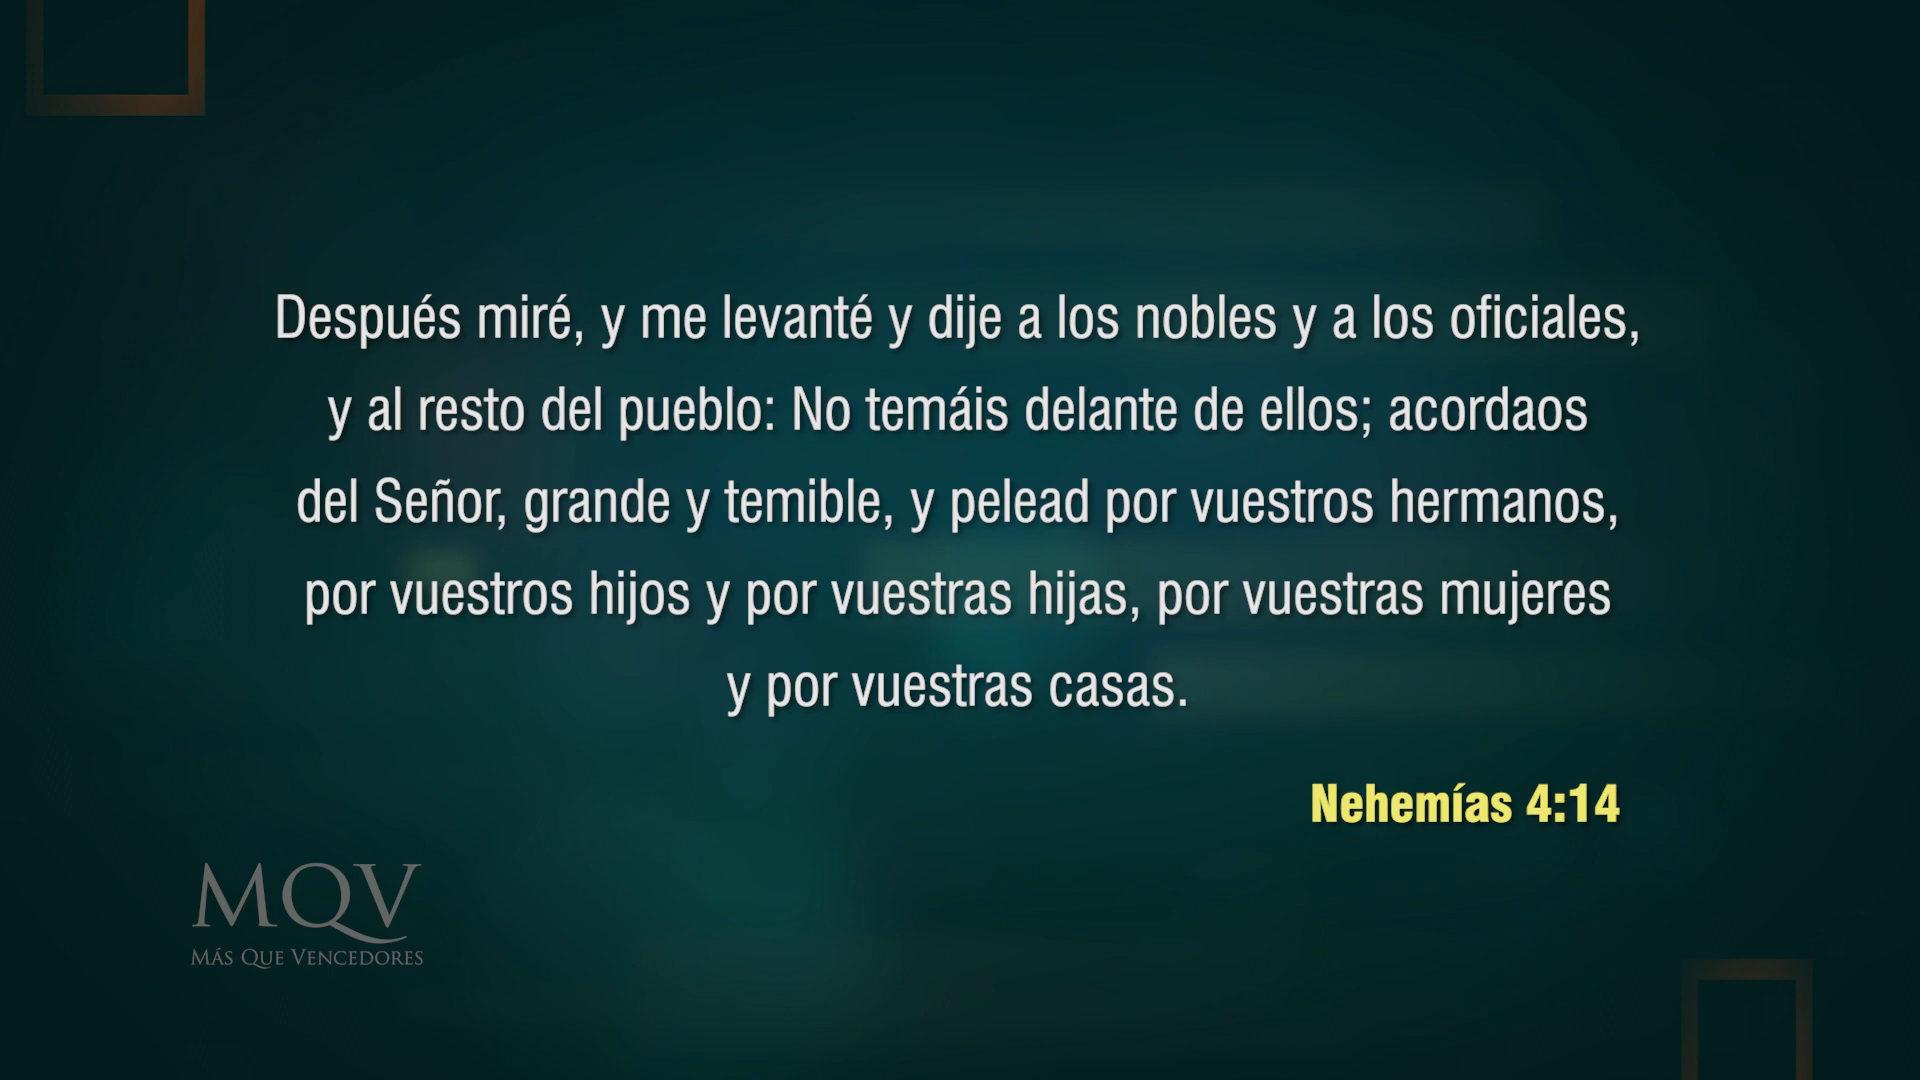 Después miré, y me levanté y dije a los nobles y a los oficiales,
y al resto del pueblo: No temáis delante de ellos; acordaos
del Señor, grande y temible, y pelead por vuestros hermanos,
por vuestros hijos y por vuestras hijas, por vuestras mujeres
y por vuestras casas.
Nehemías 4:14
MQV
MÁS QUE VENCEDORES